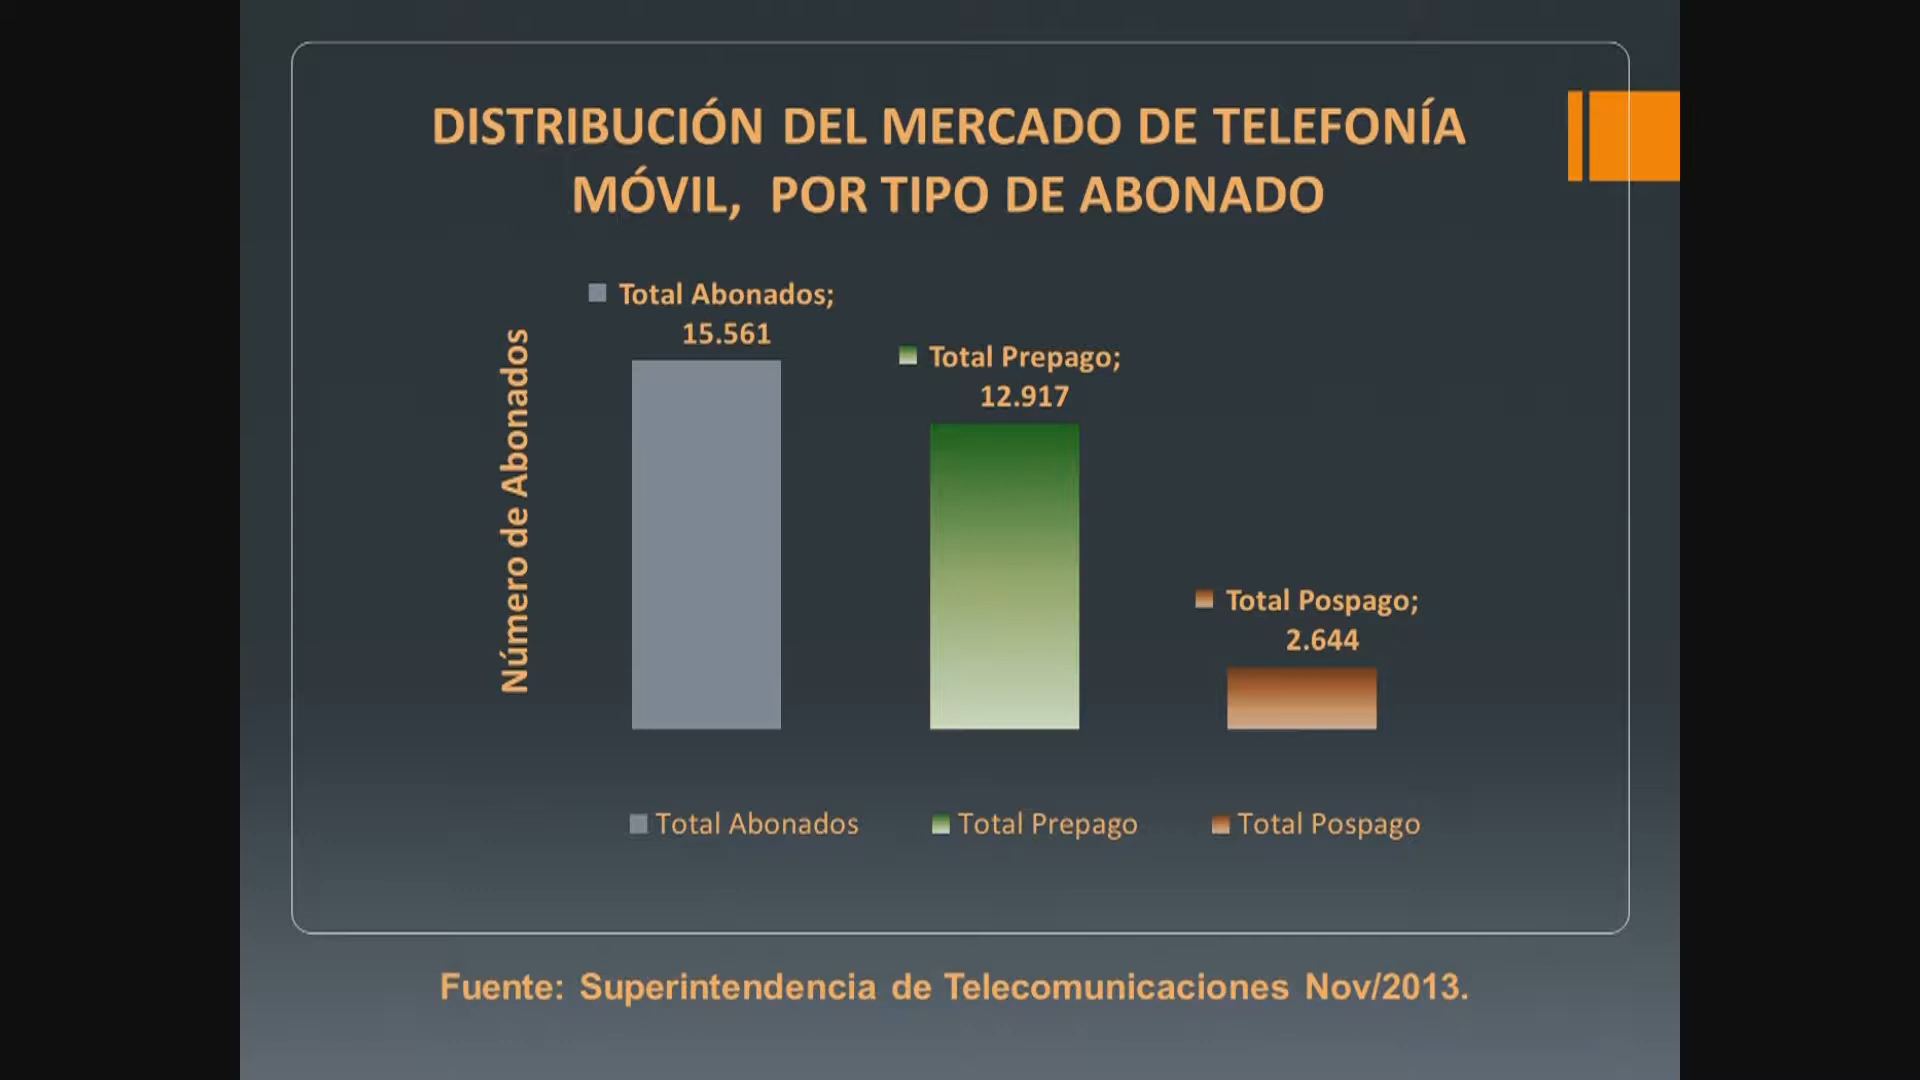 DISTRIBUCIÓN DEL MERCADO DE TELEFONÍA
MÓVIL, POR TIPO DE ABONADO
Total Abonados;
15.561
Total Prepago;
12.917
Total Pospago;
2.644
Número de Abonados
Total Abonados
Total Prepago
Total Pospago
Fuente: Superintendencia de Telecomunicaciones Nov/2013.